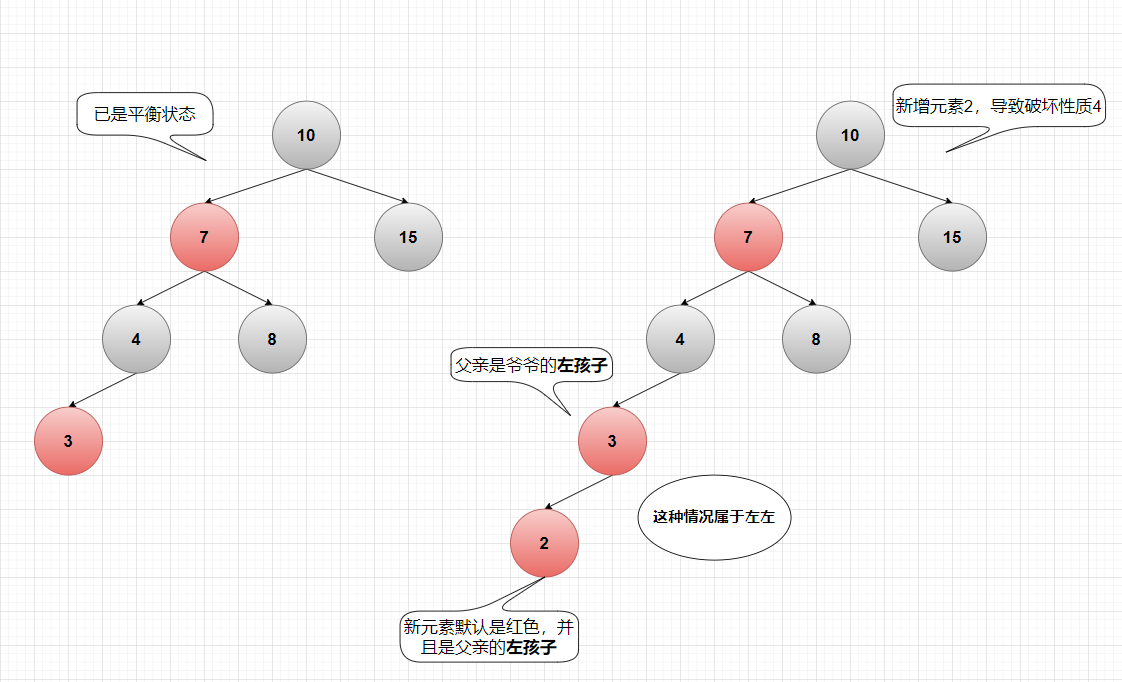 已是平衡状态
10
7
15
4
8
3
新增元素2，导致破坏性质4
10
7
15
4
8
父亲是爷爷的左孩子
3
这种情况属于左左
2
新元素默认是红色，并
且是父亲的左孩子